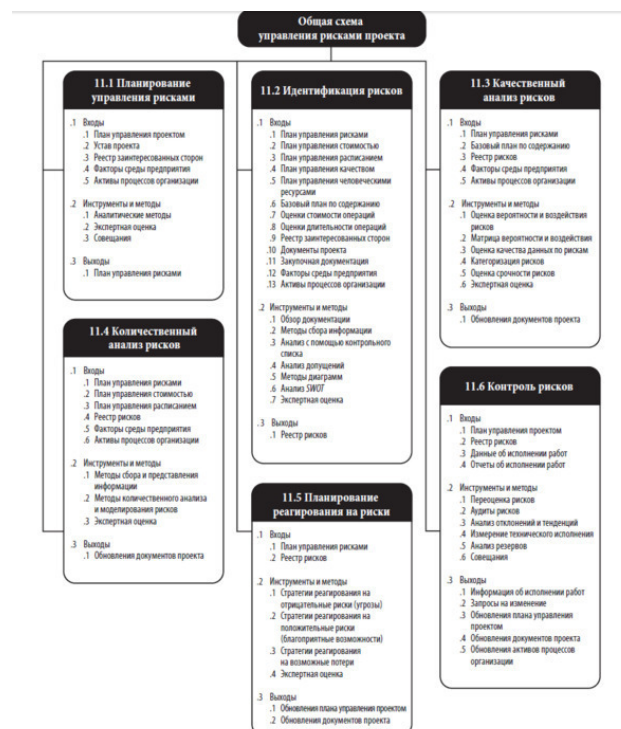 Общая схема
управления рисками проекта
11.1 Планирование
управления рисками
.1 Входы
.1 План управления проектом
.2 Устав проекта
.3 Реестр заинтересованных сторон
.4 Факторы среды предприятия
.5 Активы процессов организации
.2 Инструменты и методы
.1 Аналитические методы
.2 Экспертная оценка
.3 Совещания
.3 Выходы
.1 План управления рисками
11.2 Идентификация рисков
.1 Входы
.1 План управления рисками
.2 План управления стоимостью
.3 План управления расписанием
.4 План управления качеством
.5 План управления человеческими
ресурсами
.6 Базовый план по содержанию
.7 Оценки стоимости операций
.8 Оценки длительности операций
.9 Реестр заинтересованных сторон
.10 Документы проекта
.11 Закупочная документация
.12 Факторы среды предприятия
.13 Активы процессов организации
.2 Инструменты и методы
.1 Обзор документации
.2 Методы сбора информации
.3 Анализ с помощью контрольного
списка
.4 Анализ допущений
.5 Методы диаграмм
.6 Анализ SWOT
.7 Экспертная оценка
.3 Выходы
.1 Реестр рисков
11.3 Качественный
анализ рисков
.1 Входы
.1 План управления рисками
.2 Базовый план по содержанию
.3 Реестр рисков
.4 Факторы среды предприятия
.5 Активы процессов организации
.2 Инструменты и методы
.1 Оценка вероятности и воздействия
рисков
.2 Матрица вероятности и воздействия
.3 Оценка качества данных по рискам
.4 Категоризация рисков
.5 Оценка срочности рисков
.6 Экспертная оценка
.3 Выходы
.1 Обновления документов проекта
11.4 Количественный
анализ рисков
.1 Входы
.1 План управления рисками
.2 План управления стоимостью
.3 План управления расписанием
.4 Реестр рисков
.5 Факторы среды предприятия
.6 Активы процессов организации
.2 Инструменты и методы
.1 Методы сбора и представления
информации
.2 Методы количественного анализа
и моделирования рисков
.3 Экспертная оценка
.3 Выходы
.1 Обновления документов проекта
11.5 Планирование
реагирования на риски
.1 Входы
.1 План управления рисками
.2 Реестр рисков
.2 Инструменты и методы
.1 Стратегии реагирования на
отрицательные риски (угрозы)
.2 Стратегии реагирования на
положительные риски
(благоприятные возможности)
.3 Стратегии реагирования
на возможные потери
.4 Экспертная оценка
.3 Выходы
.1 Обновления плана управления проектом
.2 Обновления документов проекта
11.6 Контроль рисков
.1 Входы
.1 План управления проектом
.2 Реестр рисков
.3 Данные об исполнении работ
.4 Отчеты об исполнении работ
.2 Инструменты и методы
.1 Переоценка рисков
.2 Аудиты рисков
.3 Анализ отклонений и тенденций
.4 Измерение технического исполнения
.5 Анализ резервов
.6 Совещания
.3 Выходы
.1 Информация об исполнении работ
.2 Запросы на изменение
.3 Обновления плана управления
проектом
.4 Обновления документов проекта
.5 Обновления активов процессов
организации